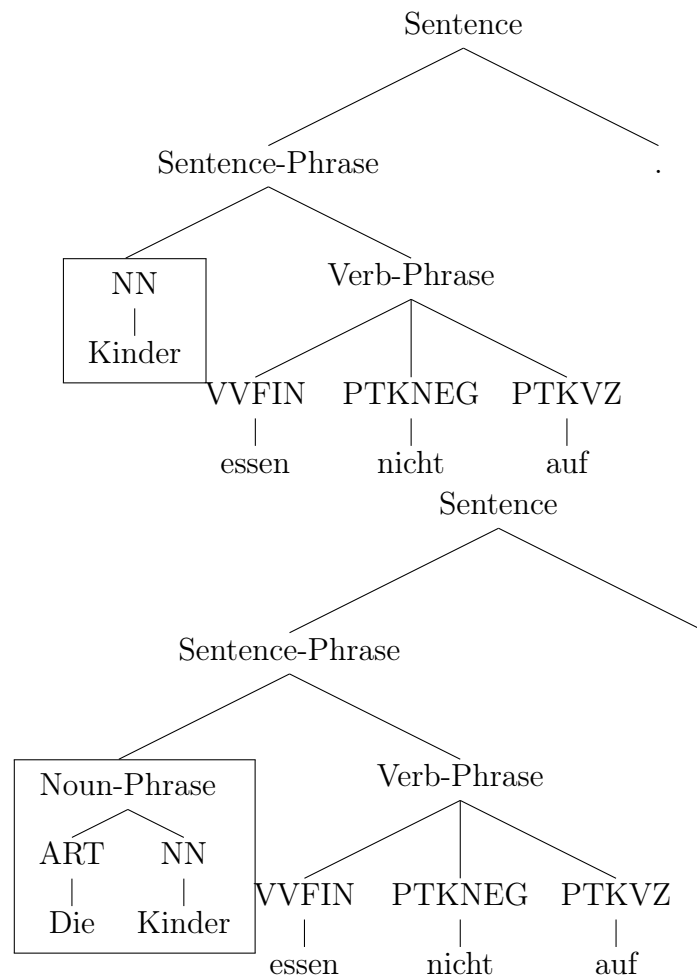 Sentence
Sentence-Phrase .
NN Verb-Phrase
Kinder
VVFIN PTKNEG PTKVZ
essen nicht auf
Sentence
Sentence-Phrase
Noun-Phrase Verb-Phrase
ART NN
VVFIN PTKNEG PTKVZ
Die Kinder
essen nicht auf